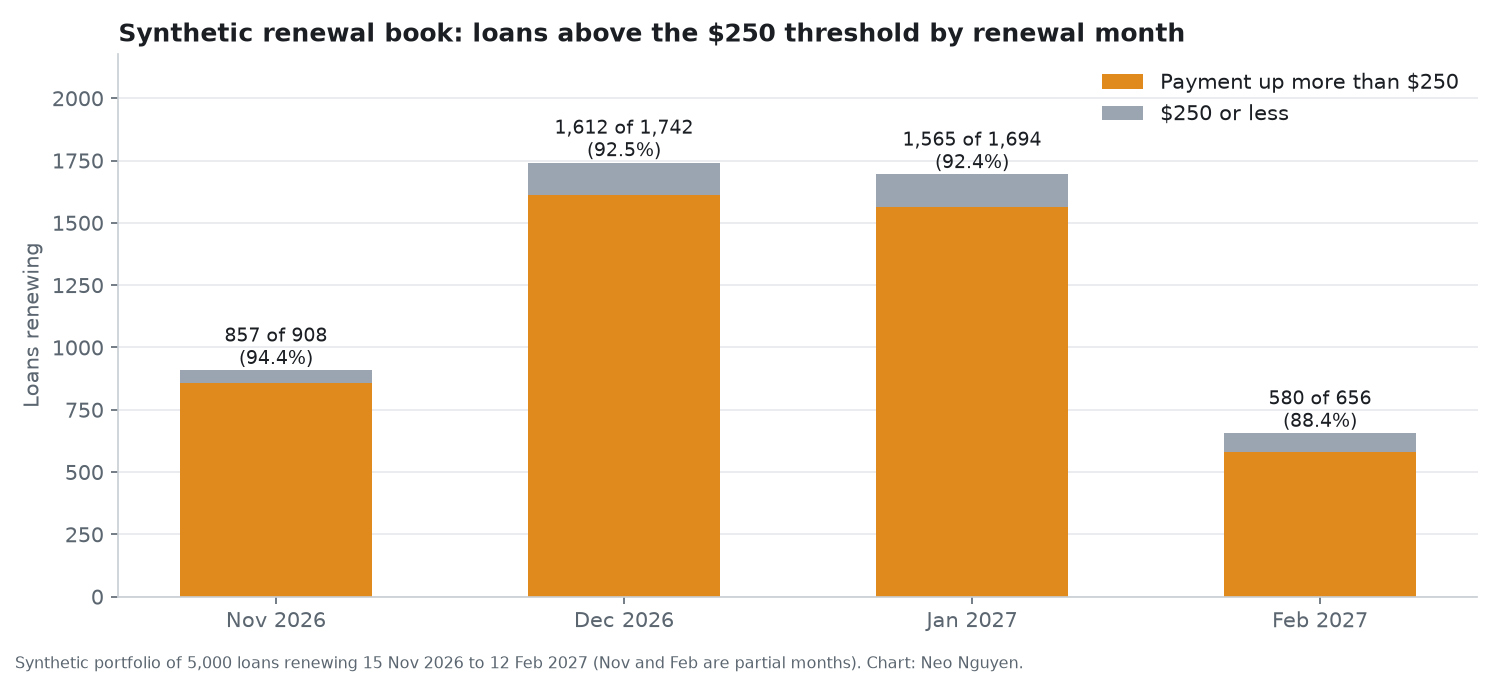 Synthetic renewal book: loans above the $250 threshold by renewal month
Payment up more than $250
$250 or less
Loans renewing
2000
1750
1500
1250
1000
750
500
250
0
857 of 908
(94.4%)
1,612 of 1,742
(92.5%)
1,565 of 1,694
(92.4%)
580 of 656
(88.4%)
Nov 2026
Dec 2026
Jan 2027
Feb 2027
Synthetic portfolio of 5,000 loans renewing 15 Nov 2026 to 12 Feb 2027 (Nov and Feb are partial months). Chart: Neo Nguyen.